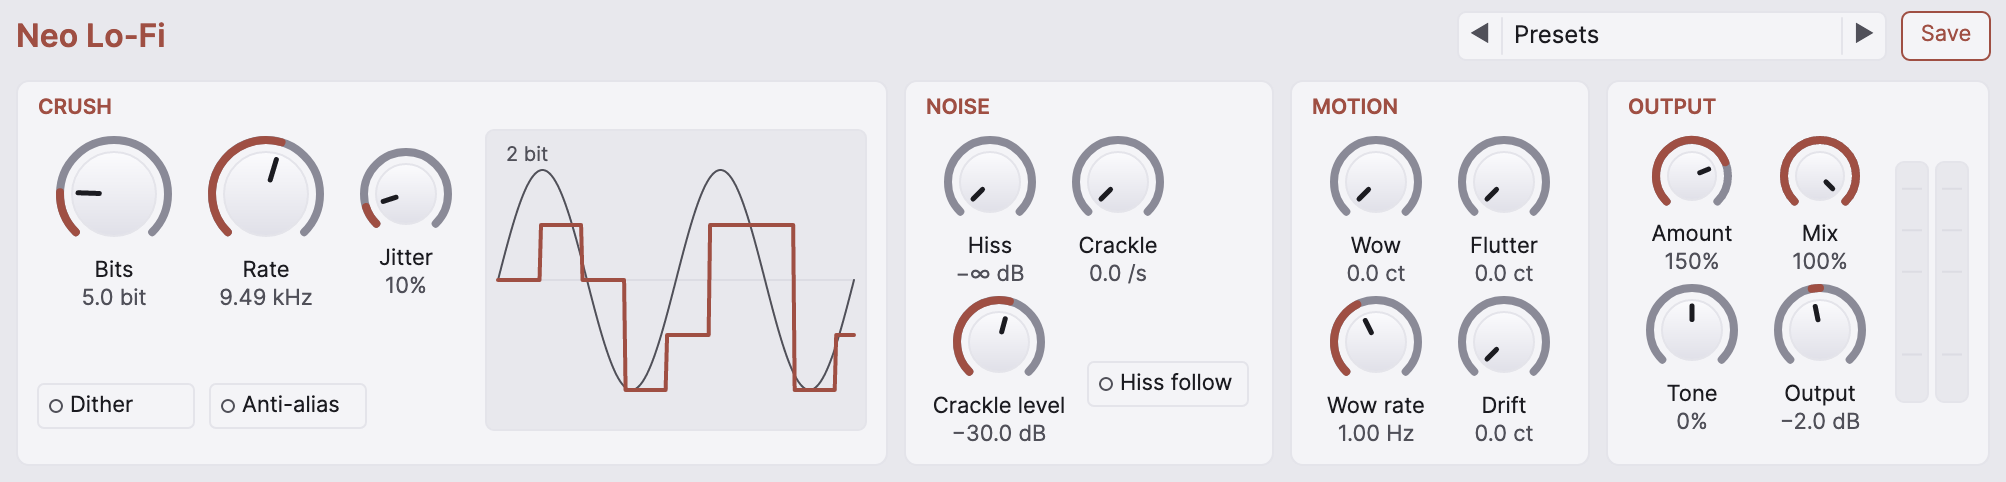 Neo Lo-Fi
Presets
Save
CRUSH
Bits
5.0 bit
Rate
9.49 kHz
Jitter
10%
2 bit
Dither
Anti-alias
NOISE
Hiss
−∞ dB
Crackle
0.0 /s
Crackle level
−30.0 dB
Hiss follow
MOTION
Wow
0.0 ct
Flutter
0.0 ct
Wow rate
1.00 Hz
Drift
0.0 ct
OUTPUT
Amount
150%
Mix
100%
Tone
0%
Output
−2.0 dB